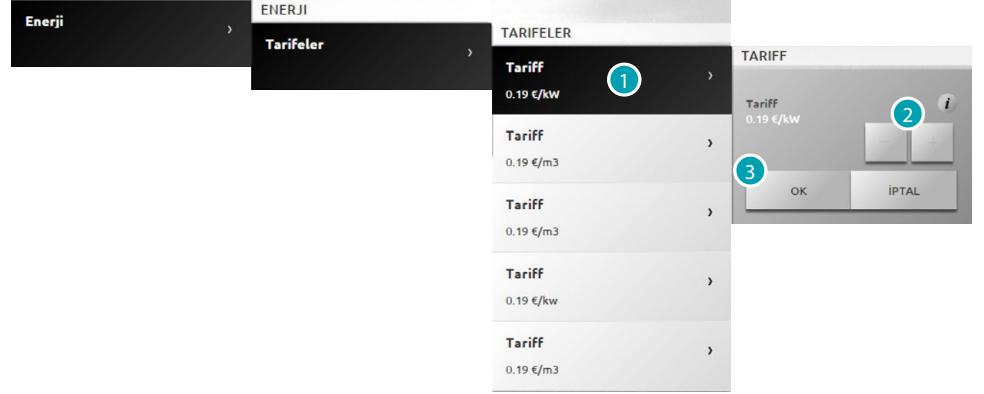 Enerji
ENERJI
Tarifeler
TARIFELER
Tariff
0.19 €/kW
1
Tariff
0.19 €/m3
Tariff
0.19 €/m3
Tariff
0.19 €/kw
Tariff
0.19 €/m3
TARIFF
Tariff
0.19 €/kW
i
2
- +
3
OK İPTAL